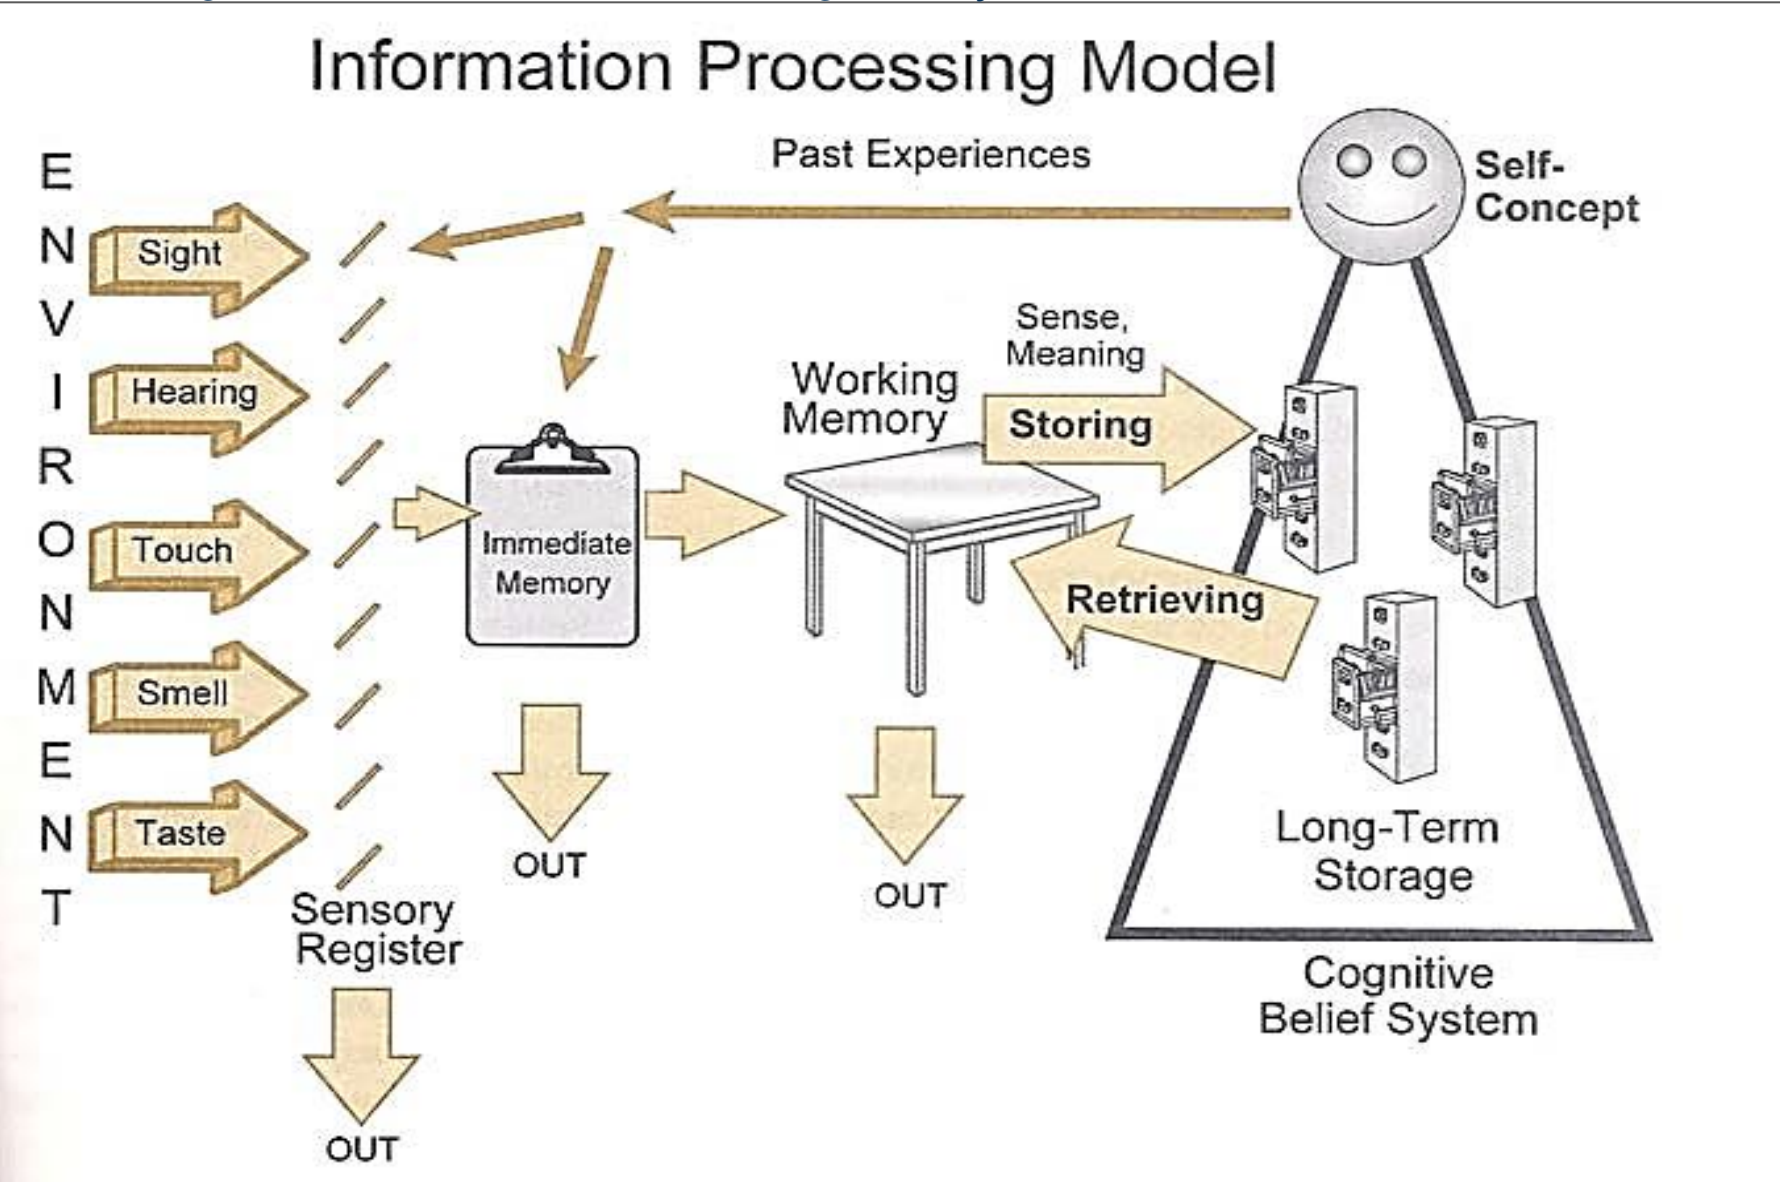 Information Processing Model
Past Experiences
Self-
Concept
ENVIRONMENT
Sight
Hearing
Touch
Smell
Taste
Sensory
Register
OUT
Immediate
Memory
OUT
Working
Memory
OUT
Sense,
Meaning
Storing
Retrieving
Long-Term
Storage
Cognitive
Belief System